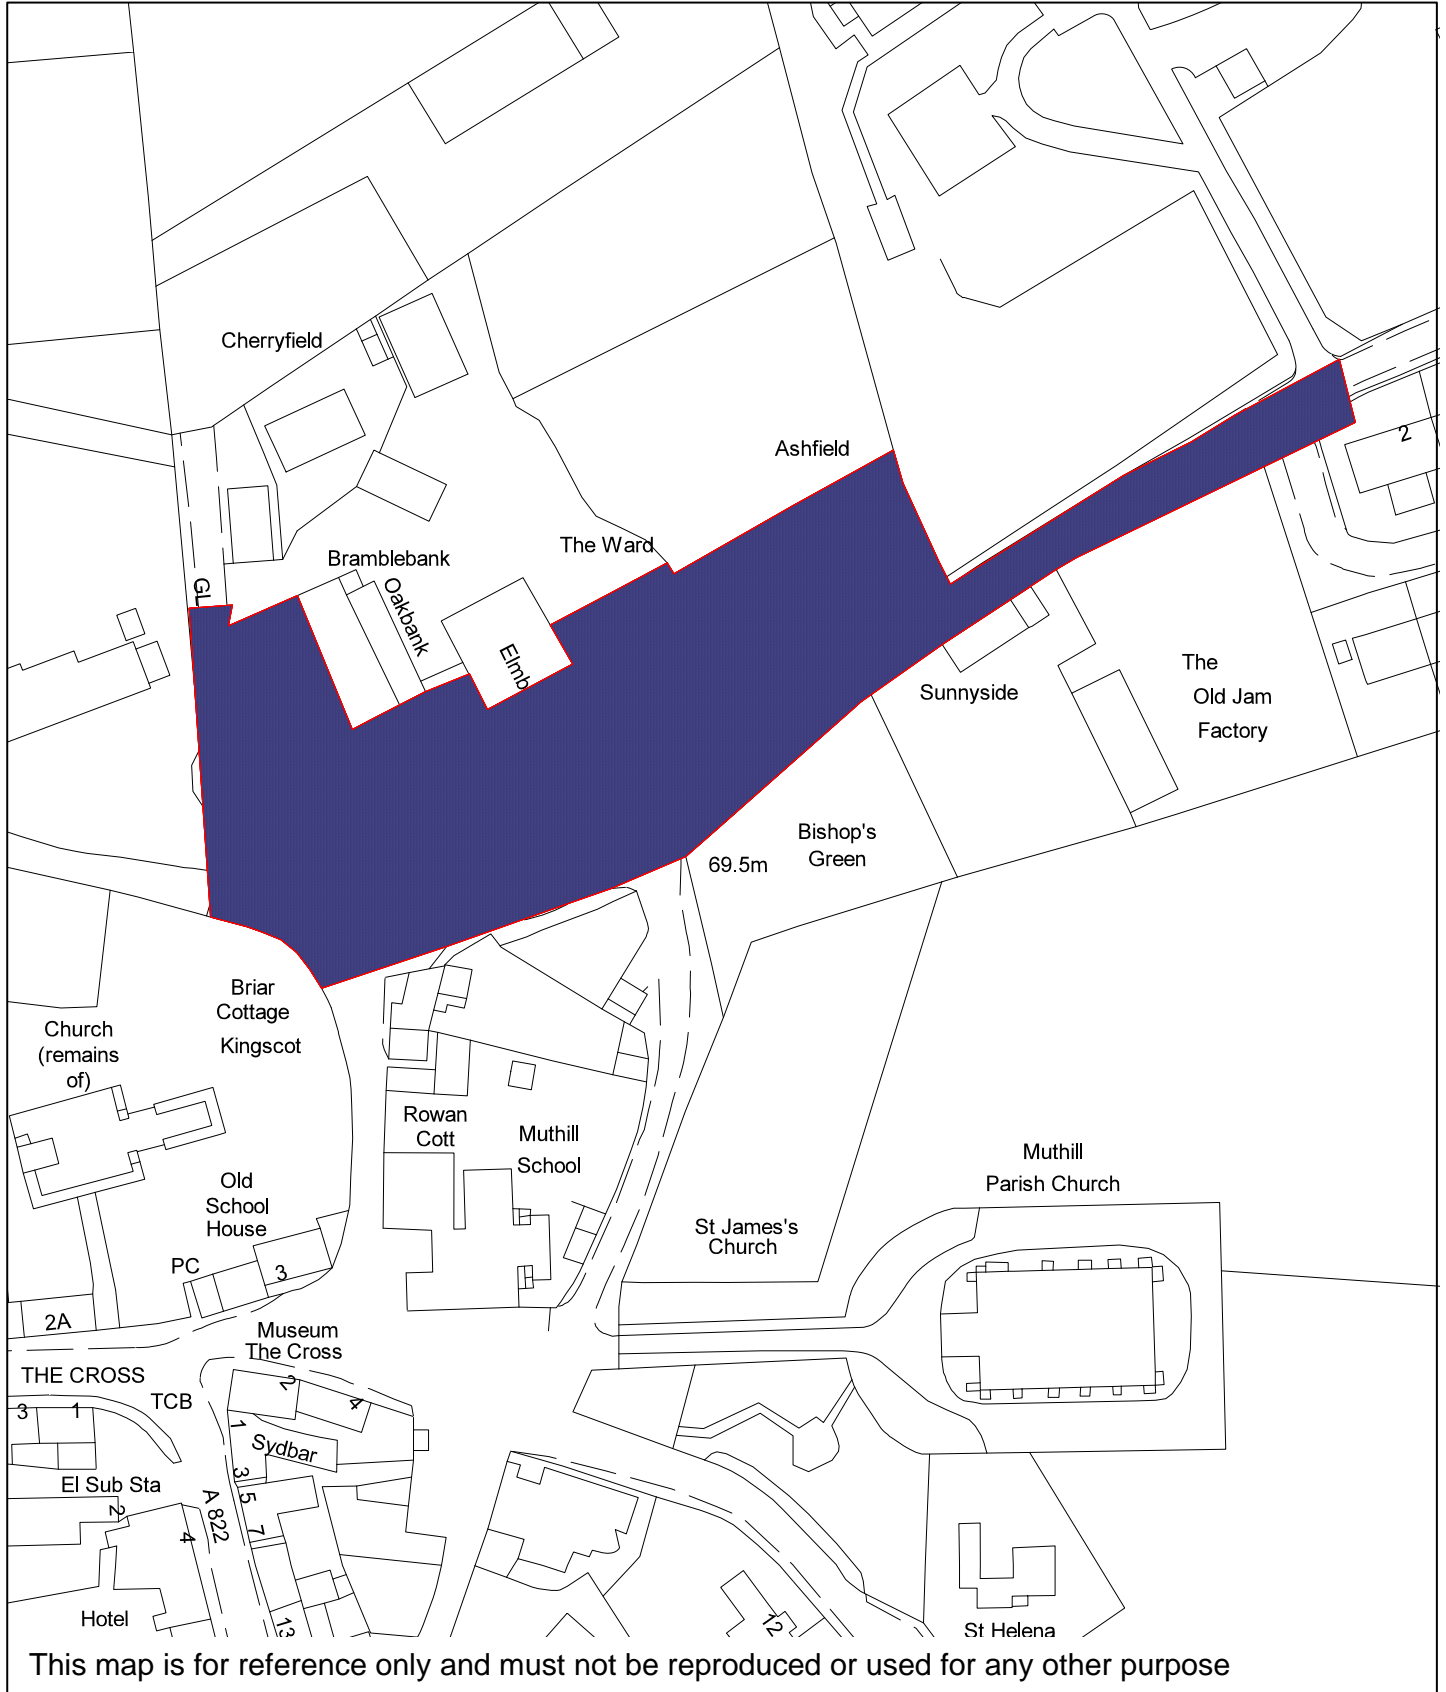 Cherryfield
2
Ashfield
The Ward
Bramblebank
GL
Oakbank
Elmb
Sunnyside
The
Old Jam
Factory
Bishop's
Green
69.5m
Briar
Cottage
Kingscot
Church
(remains
of)
Rowan
Cott
Muthill
School
Muthill
Parish Church
Old
School
House
St James's
Church
PC
3
2A
Museum
The Cross
THE CROSS
TCB
2
4
3
1
1
Sydbar
3
El Sub Sta
5
2
A 822
7
4
Hotel
13
12
St Helena
This map is for reference only and must not be reproduced or used for any other purpose